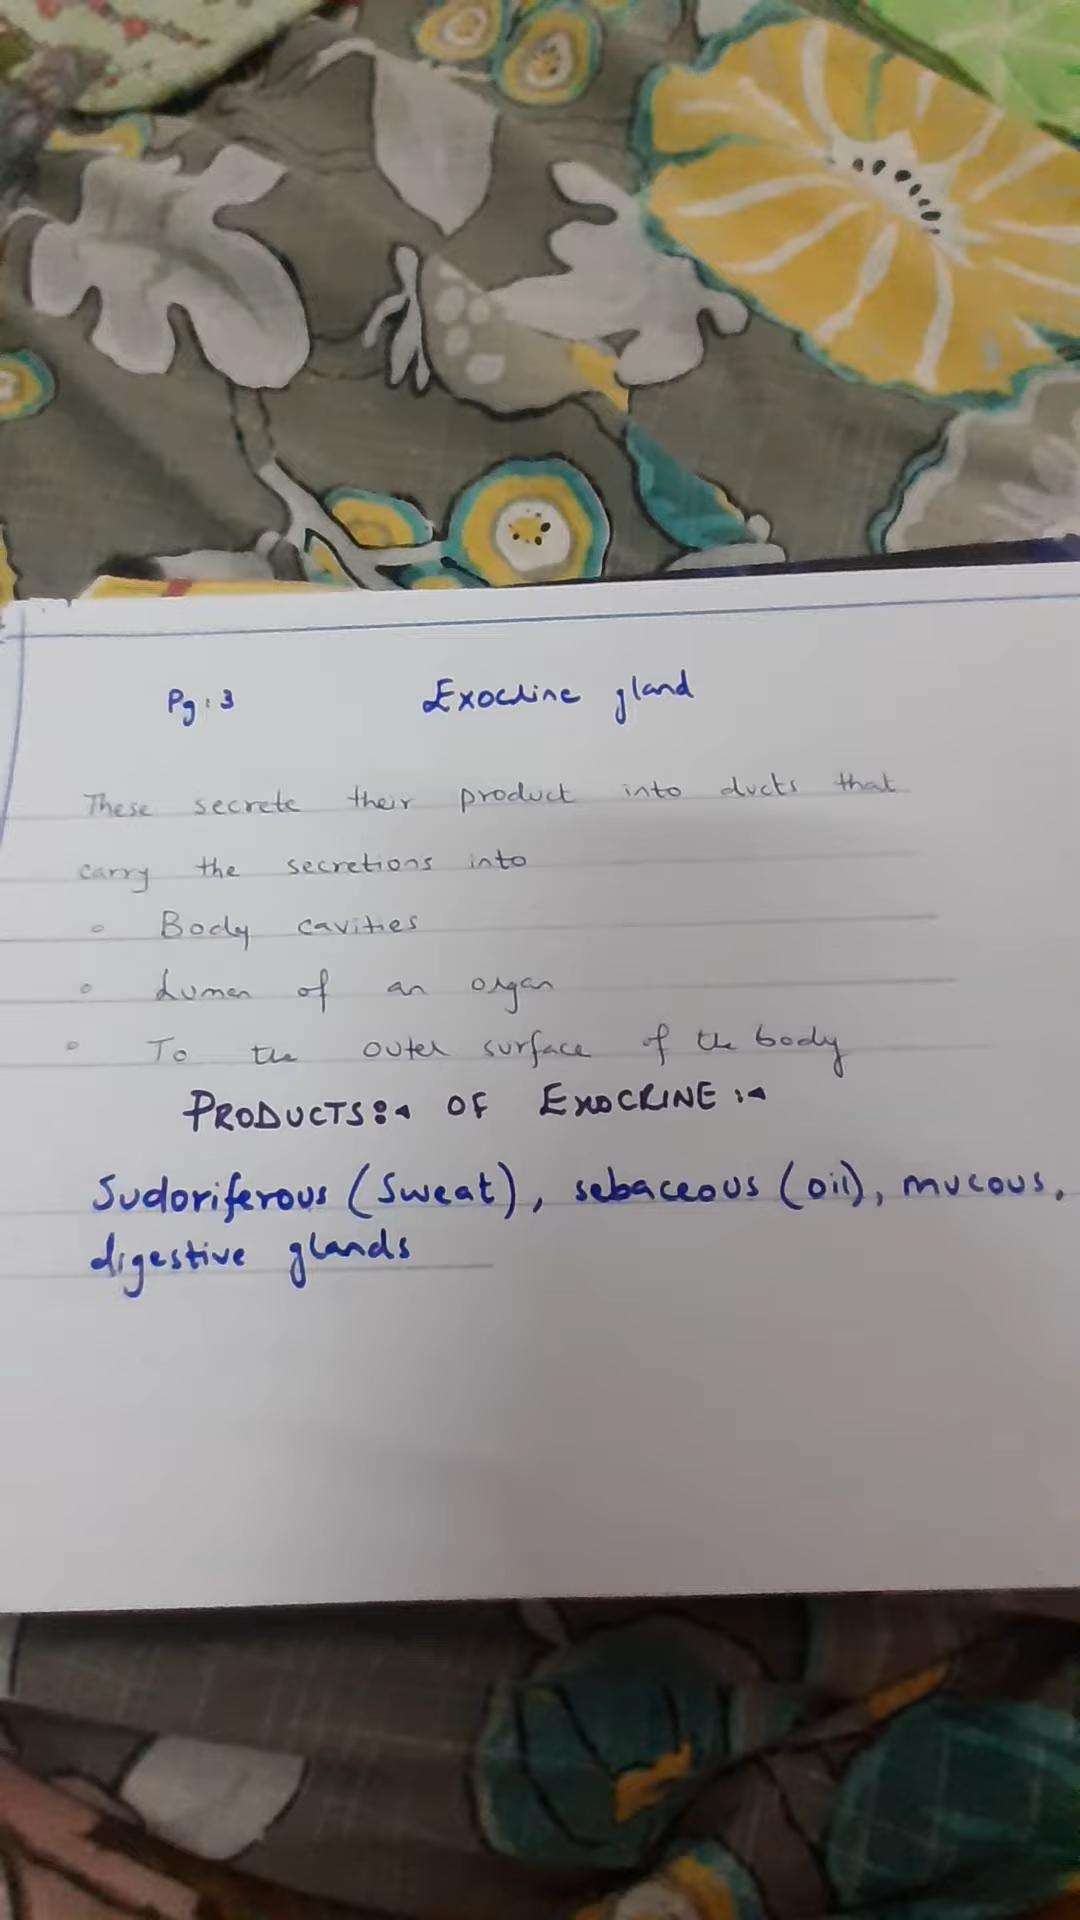 Pg: 3 Exocrine gland
These secrete their product into ducts that
carry the secretions into
◦ Body cavities
◦ Lumen of an organ
◦ To the outer surface of the body
PRODUCTS:- OF EXOCRINE :-
Sudoriferous (Sweat), sebaceous (oil), mucous,
digestive glands